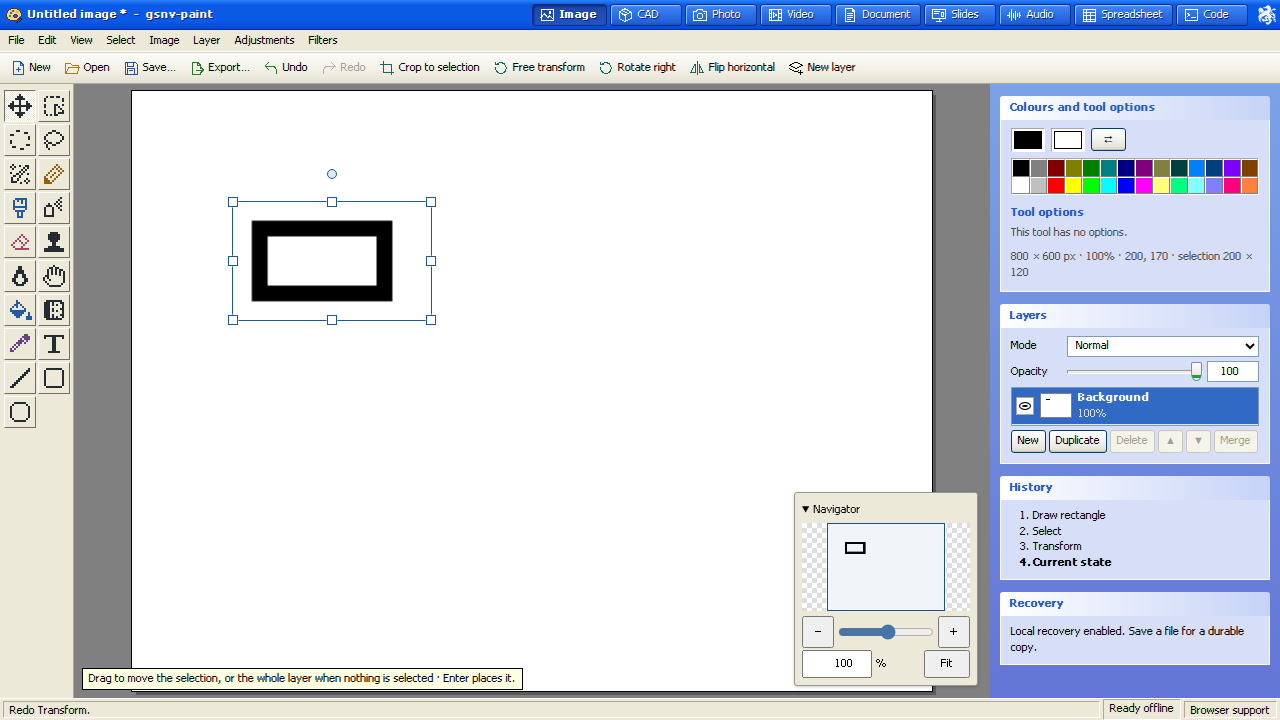 Untitled image * - gsnv-paint
Image CAD Photo Video Document Slides Audio Spreadsheet Code
File Edit View Select Image Layer Adjustments Filters
New Open Save... Export... Undo Redo Crop to selection Free transform Rotate right Flip horizontal New layer
Colours and tool options
Tool options
This tool has no options.
800 × 600 px · 100% · 200, 170 · selection 200 ×
120
Layers
Mode Normal
Opacity 100
Background
100%
New Duplicate Delete ▲ ▼ Merge
History
1. Draw rectangle
2. Select
3. Transform
4. Current state
Recovery
Local recovery enabled. Save a file for a durable
copy.
▼ Navigator
− +
100 % Fit
Drag to move the selection, or the whole layer when nothing is selected · Enter places it.
Redo Transform.
Ready offline
Browser support